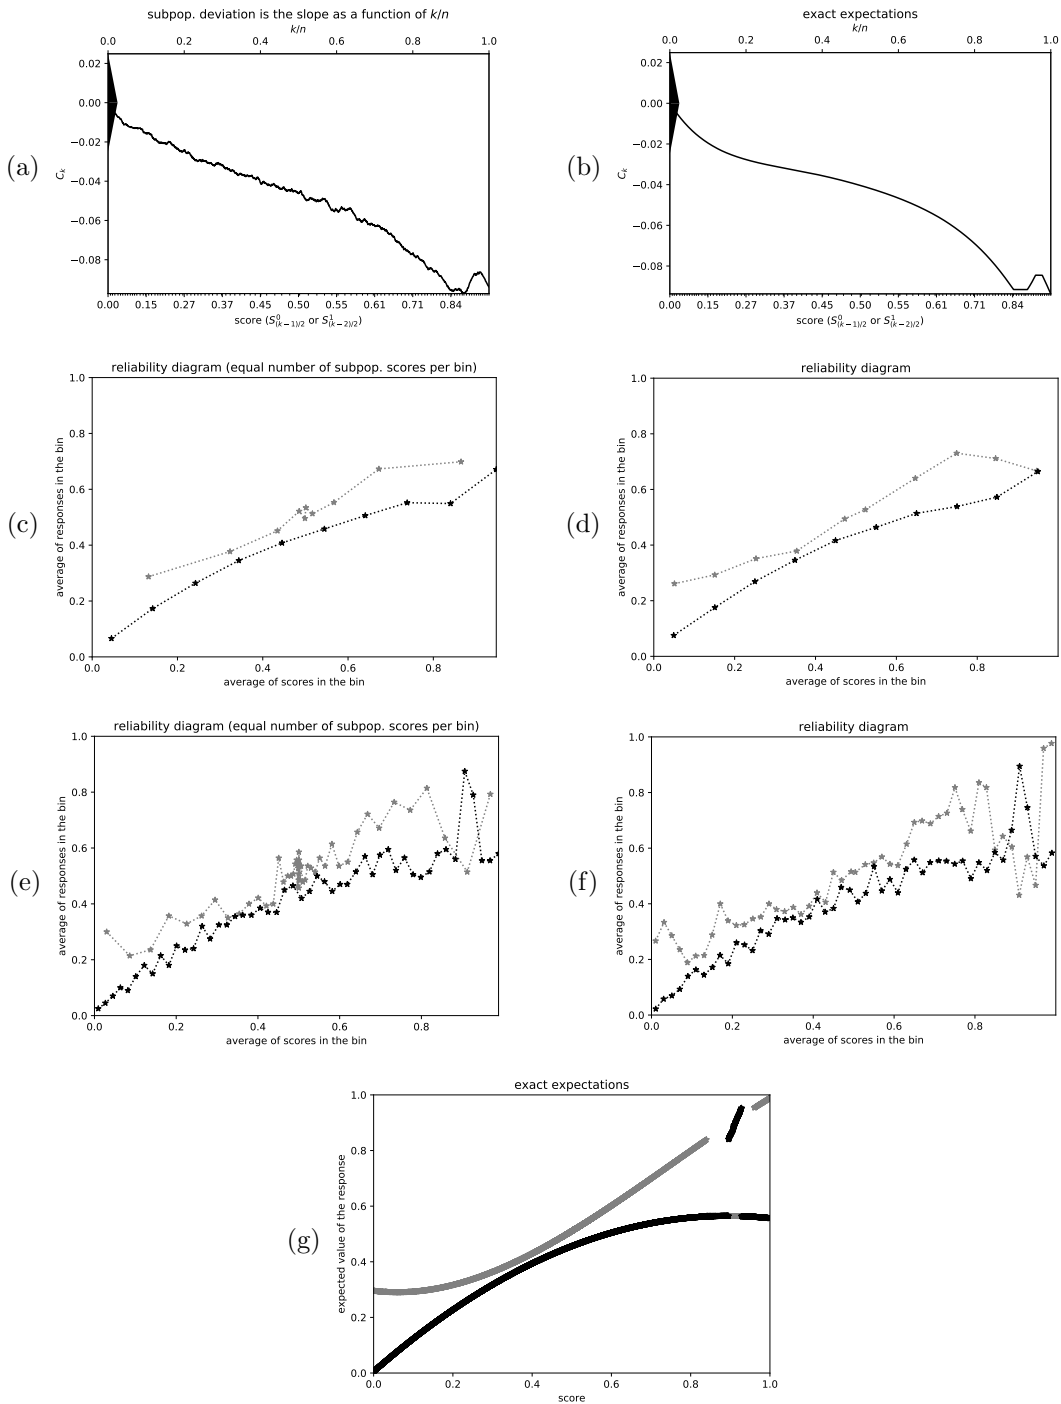 subpop. deviation is the slope as a function of k/n
k/n
0.0 0.2 0.4 0.6 0.8 1.0
0.02
0.00
−0.02
−0.04
−0.06
−0.08
C_k
(a)
0.00 0.15 0.27 0.37 0.45 0.50 0.55 0.61 0.71 0.84
score (S^0_{(k−1)/2} or S^1_{(k−2)/2})
exact expectations
k/n
0.0 0.2 0.4 0.6 0.8 1.0
0.02
0.00
−0.02
−0.04
−0.06
−0.08
C_k
(b)
0.00 0.15 0.27 0.37 0.45 0.50 0.55 0.61 0.71 0.84
score (S^0_{(k−1)/2} or S^1_{(k−2)/2})
reliability diagram (equal number of subpop. scores per bin)
1.0
0.8
0.6
0.4
0.2
0.0
average of responses in the bin
(c)
0.0 0.2 0.4 0.6 0.8
average of scores in the bin
reliability diagram
1.0
0.8
0.6
0.4
0.2
0.0
average of responses in the bin
(d)
0.0 0.2 0.4 0.6 0.8
average of scores in the bin
reliability diagram (equal number of subpop. scores per bin)
1.0
0.8
0.6
0.4
0.2
0.0
average of responses in the bin
(e)
0.0 0.2 0.4 0.6 0.8
average of scores in the bin
reliability diagram
1.0
0.8
0.6
0.4
0.2
0.0
average of responses in the bin
(f)
0.0 0.2 0.4 0.6 0.8
average of scores in the bin
exact expectations
1.0
0.8
0.6
0.4
0.2
0.0
expected value of the response
(g)
0.0 0.2 0.4 0.6 0.8 1.0
score